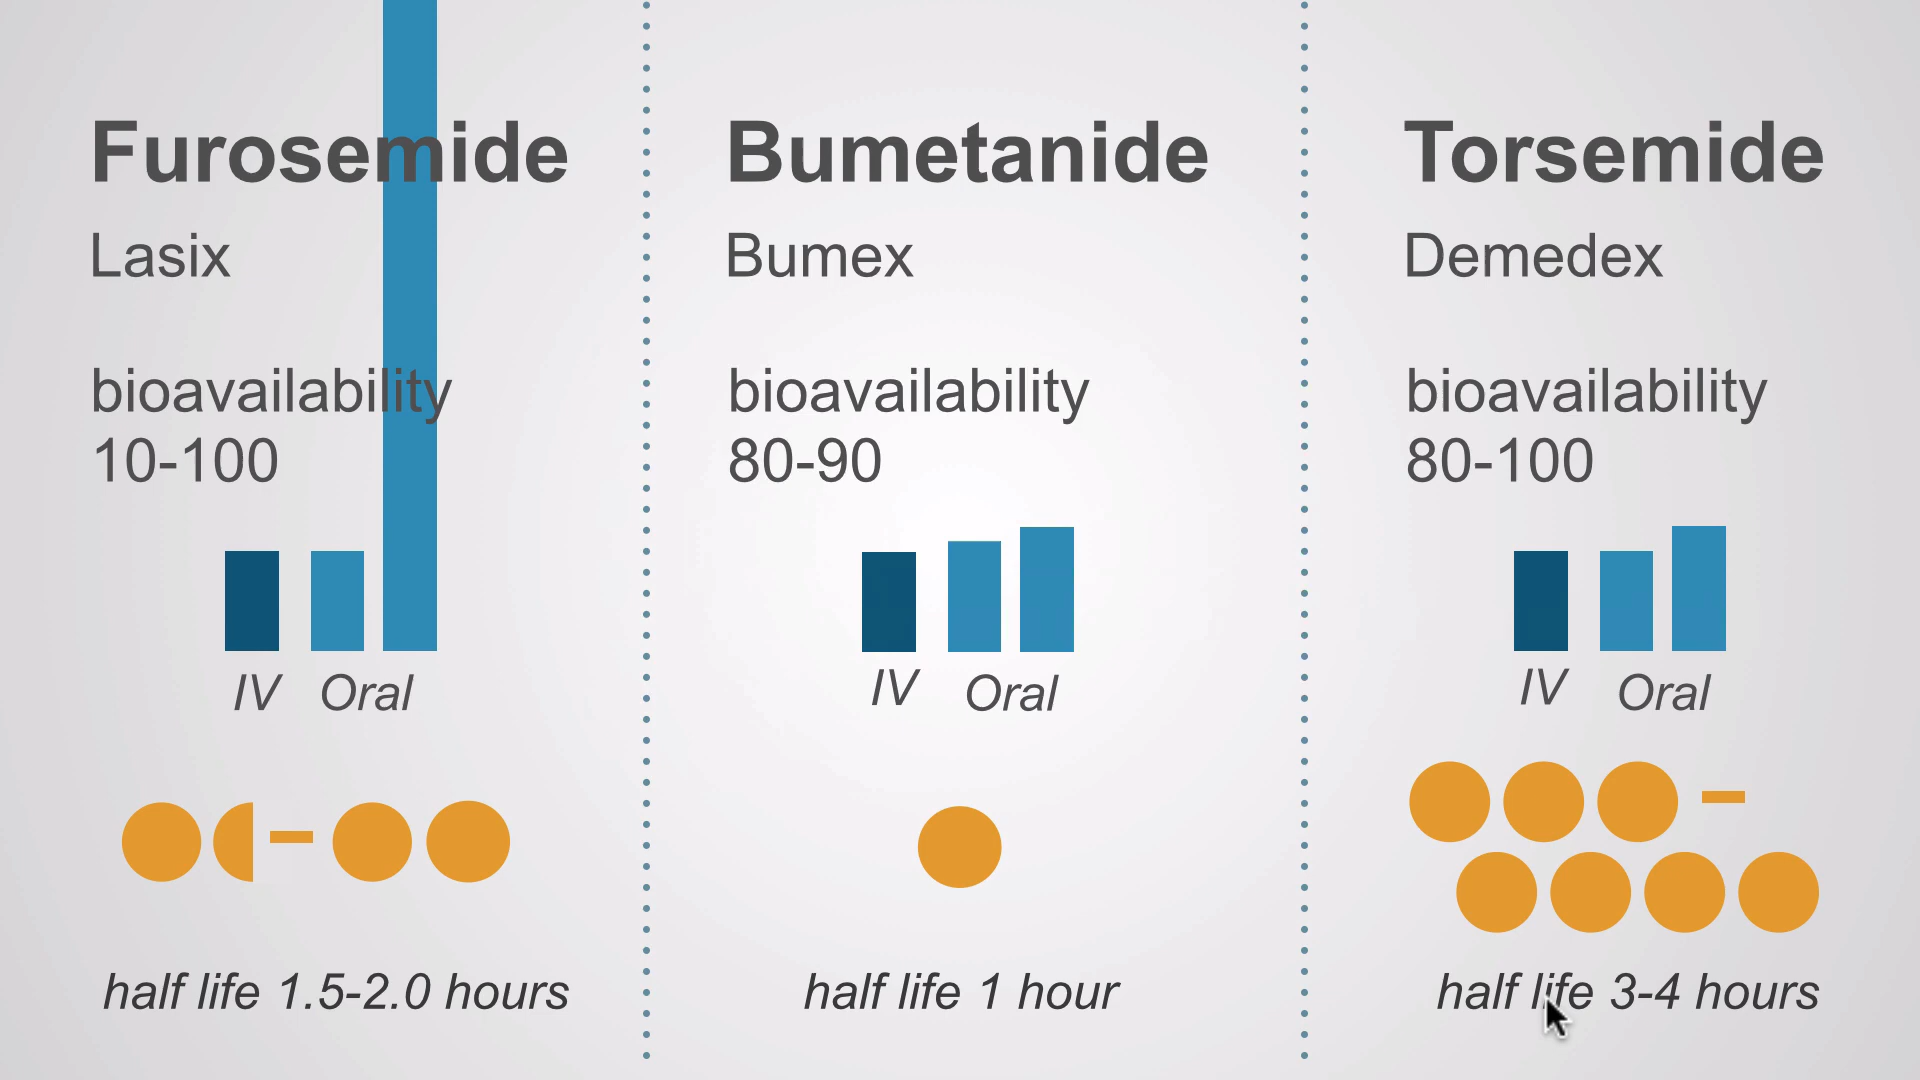 Furosemide
Lasix
bioavailability
10-100
IV Oral
half life 1.5-2.0 hours
Bumetanide
Bumex
bioavailability
80-90
IV Oral
half life 1 hour
Torsemide
Demedex
bioavailability
80-100
IV Oral
half life 3-4 hours